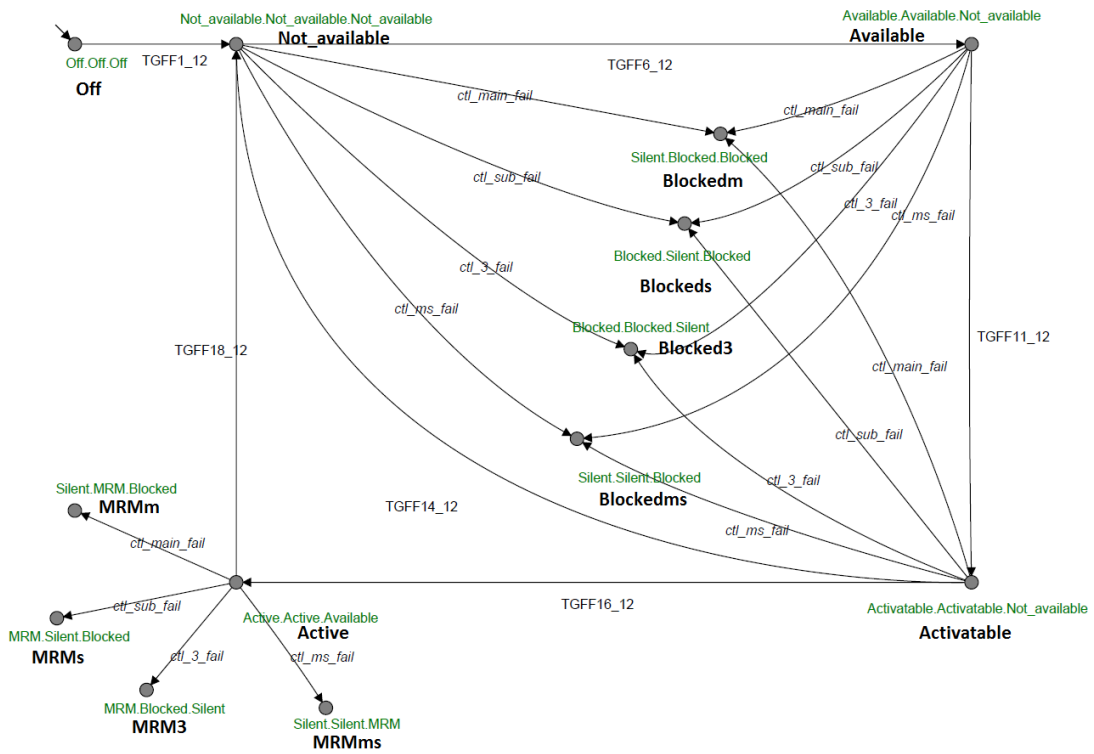 Not_available.Not_available.Not_available
Not_available
Available.Available.Not_available
Available
Off.Off.Off
Off
TGFF1_12
TGFF6_12
ctl_main_fail
ctl_main_fail
Silent.Blocked.Blocked
Blockedm
ctl_sub_fail
ctl_sub_fail
ctl_3_fail
ctl_ms_fail
Blocked.Silent.Blocked
Blockeds
ctl_3_fail
ctl_ms_fail
Blocked.Blocked.Silent
Blocked3
TGFF18_12
TGFF11_12
ctl_main_fail
ctl_sub_fail
Silent.Silent.Blocked
Blockedms
ctl_3_fail
Silent.MRM.Blocked
MRMm
TGFF14_12
ctl_ms_fail
ctl_main_fail
TGFF16_12
ctl_sub_fail
Active.Active.Available
Active
Activatable.Activatable.Not_available
Activatable
MRM.Silent.Blocked
MRMs
ctl_3_fail
ctl_ms_fail
MRM.Blocked.Silent
MRM3
Silent.Silent.MRM
MRMms